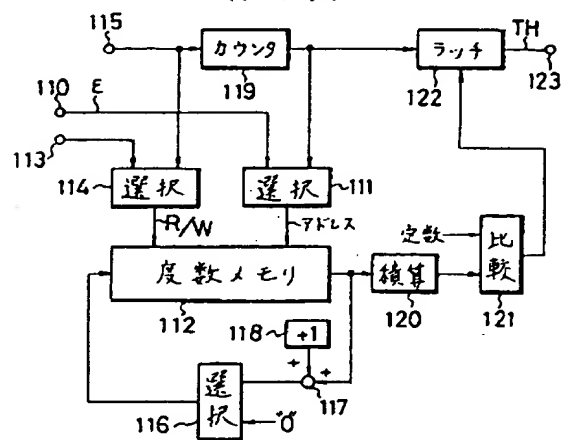 115
カウンタ
119
ラッチ
122
TH
123
110
ε
113
114
選択
選択
111
R/W
アドレス
度数メモリ
112
定数
積算
120
比較
121
118
+1
+
+
117
選択
116
"0"